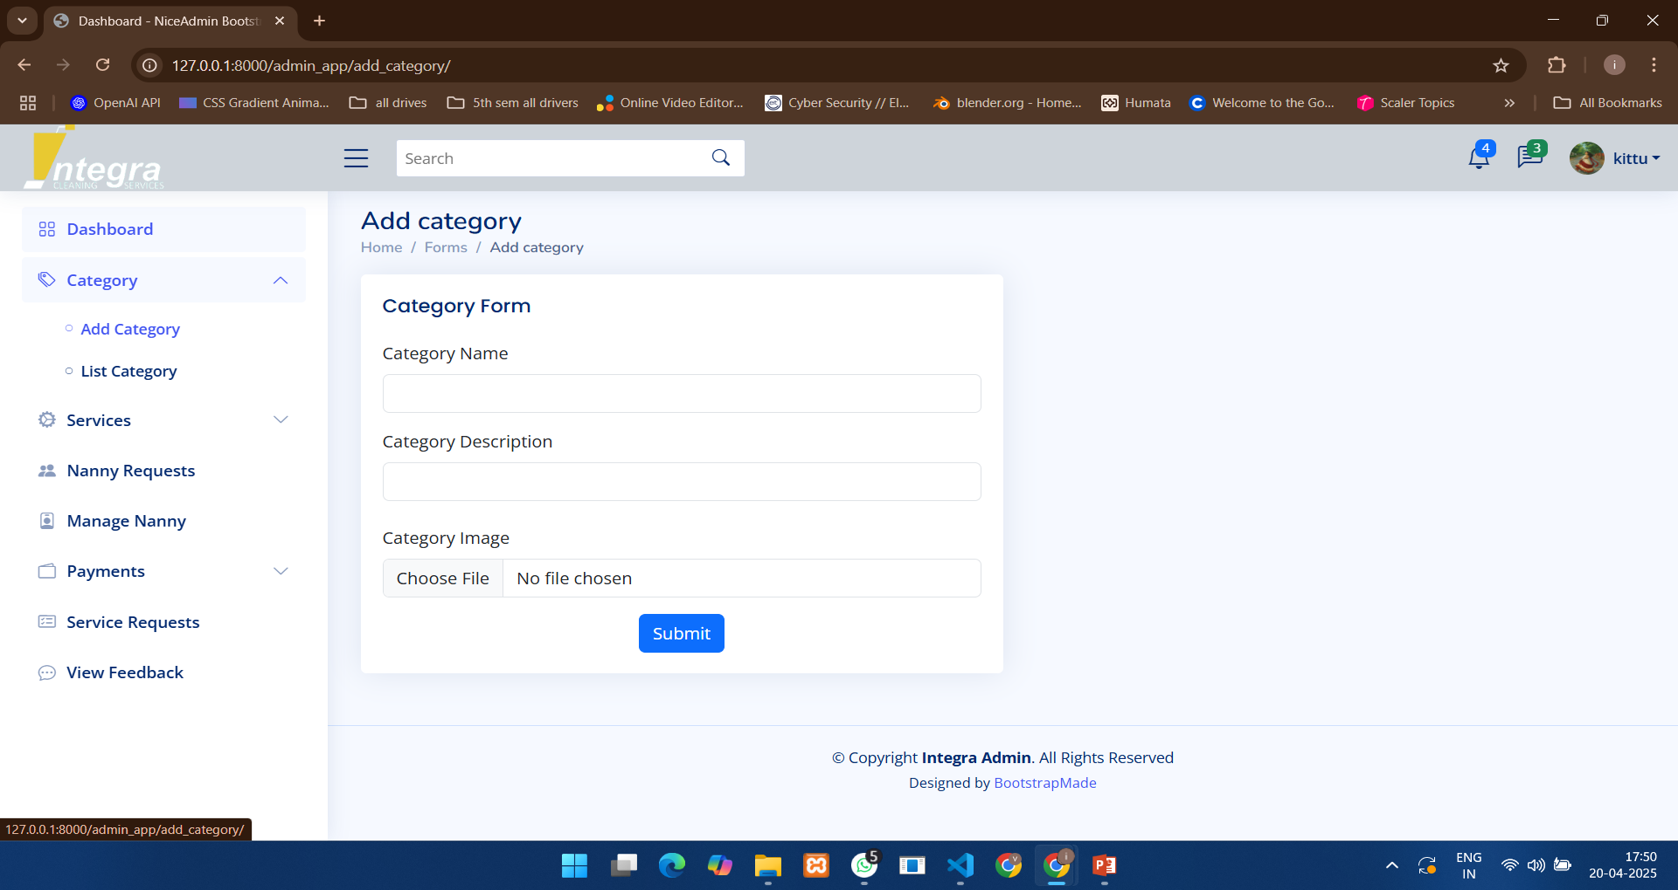 Dashboard - NiceAdmin Bootst
127.0.0.1:8000/admin_app/add_category/
i
OpenAI API
CSS Gradient Anima...
all drives
5th sem all drivers
Online Video Editor...
Cyber Security // El...
blender.org - Home...
Humata
Welcome to the Go...
Scaler Topics
»
All Bookmarks
Integra
CLEANING SERVICES
Search
4
3
kittu
Dashboard
Category
Add Category
List Category
Services
Nanny Requests
Manage Nanny
Payments
Service Requests
View Feedback
Add category
Home / Forms / Add category
Category Form
Category Name
Category Description
Category Image
Choose File No file chosen
Submit
© Copyright Integra Admin. All Rights Reserved
Designed by BootstrapMade
127.0.0.1:8000/admin_app/add_category/
5
ENG
IN
17:50
20-04-2025